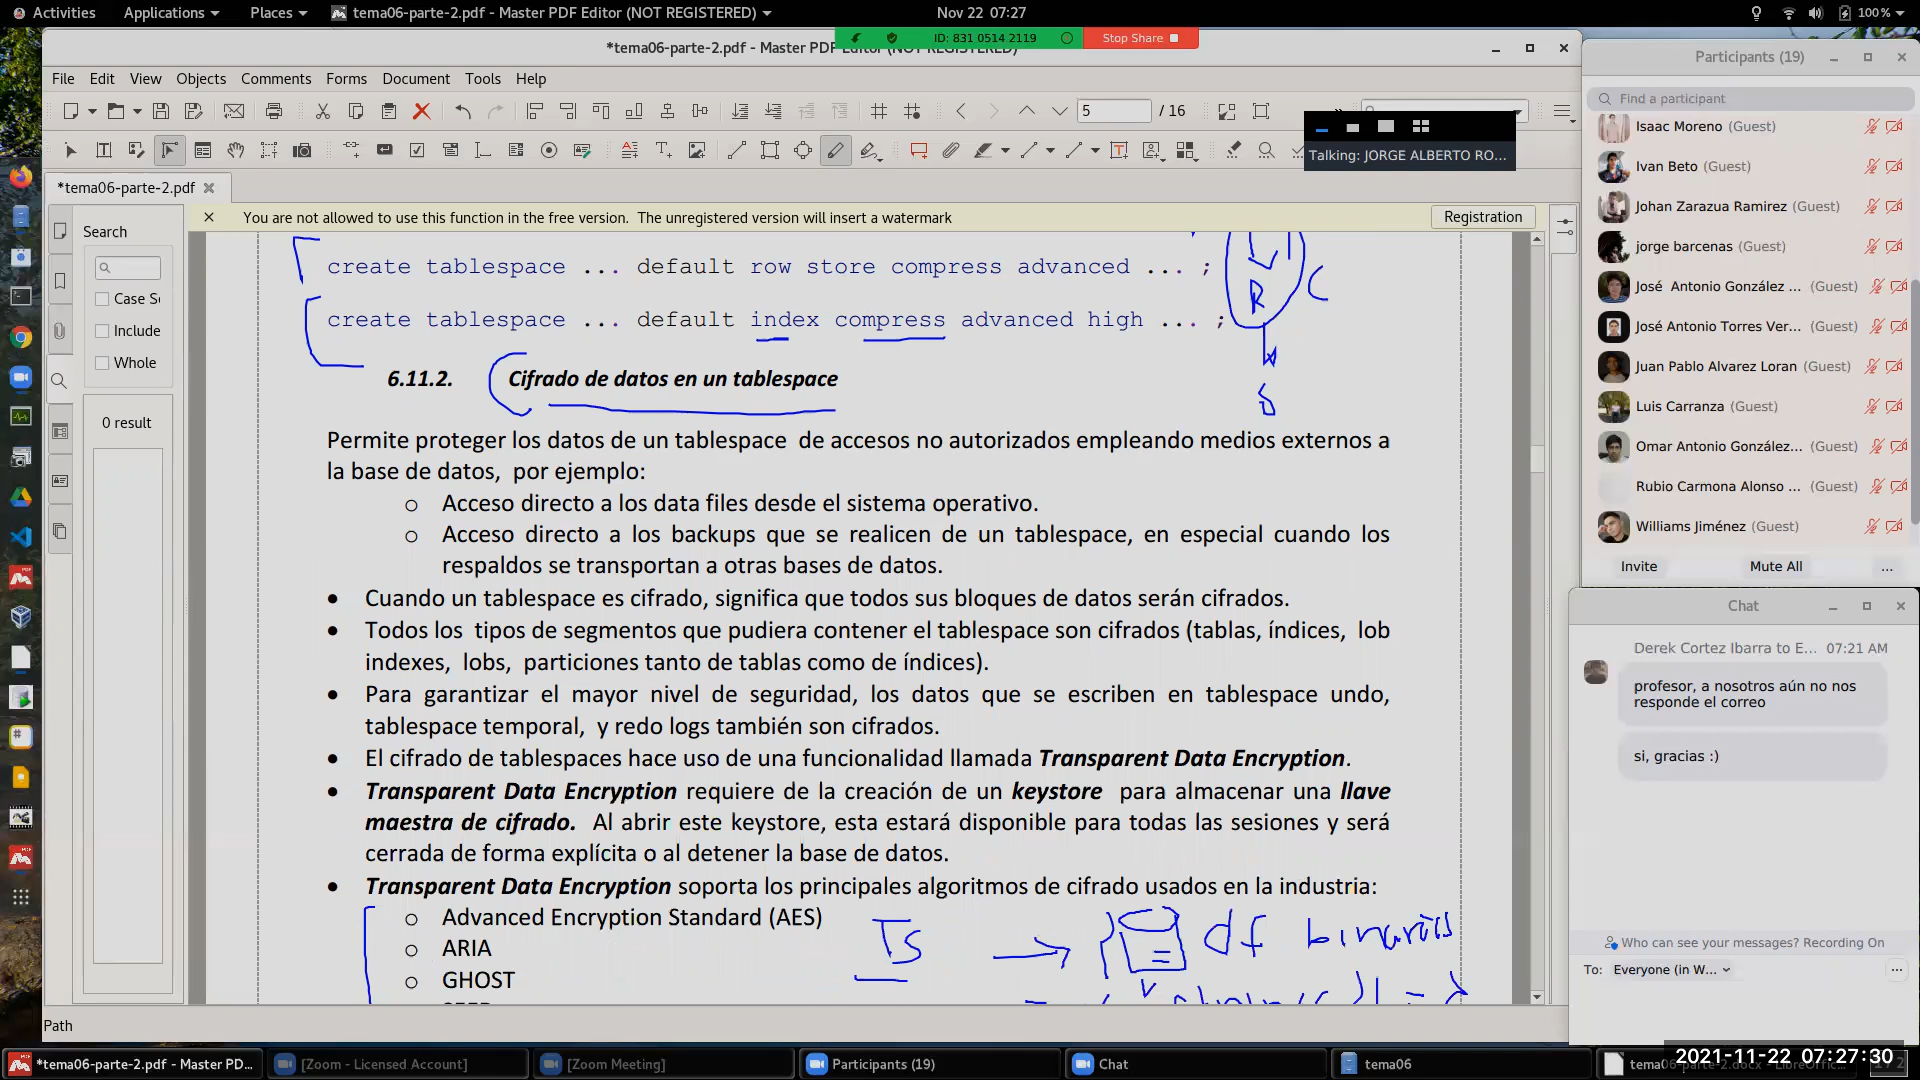 Activities
Applications
Places
tema06-parte-2.pdf - Master PDF Editor (NOT REGISTERED)
Nov 22 07:27
100%
*tema06-parte-2.pdf - Master PDF Editor (NOT REGISTERED)
ID: 831 0514 2119
Stop Share
File Edit View Objects Comments Forms Document Tools Help
5 / 16
Talking: JORGE ALBERTO RO...
*tema06-parte-2.pdf
You are not allowed to use this function in the free version. The unregistered version will insert a watermark
Registration
Search
Case Se
Include
Whole
0 result
create tablespace ... default row store compress advanced ... ;
create tablespace ... default index compress advanced high ... ;
R
C
6.11.2. Cifrado de datos en un tablespace
Permite proteger los datos de un tablespace de accesos no autorizados empleando medios externos a
la base de datos, por ejemplo:
o Acceso directo a los data files desde el sistema operativo.
o Acceso directo a los backups que se realicen de un tablespace, en especial cuando los
respaldos se transportan a otras bases de datos.
• Cuando un tablespace es cifrado, significa que todos sus bloques de datos serán cifrados.
• Todos los tipos de segmentos que pudiera contener el tablespace son cifrados (tablas, índices, lob
indexes, lobs, particiones tanto de tablas como de índices).
• Para garantizar el mayor nivel de seguridad, los datos que se escriben en tablespace undo,
tablespace temporal, y redo logs también son cifrados.
• El cifrado de tablespaces hace uso de una funcionalidad llamada Transparent Data Encryption.
• Transparent Data Encryption requiere de la creación de un keystore para almacenar una llave
maestra de cifrado. Al abrir este keystore, esta estará disponible para todas las sesiones y será
cerrada de forma explícita o al detener la base de datos.
• Transparent Data Encryption soporta los principales algoritmos de cifrado usados en la industria:
o Advanced Encryption Standard (AES)
o ARIA
o GHOST
TS
df binarios
Path
Participants (19)
Find a participant
Isaac Moreno (Guest)
Ivan Beto (Guest)
Johan Zarazua Ramirez (Guest)
jorge barcenas (Guest)
José Antonio González ... (Guest)
José Antonio Torres Ver... (Guest)
Juan Pablo Alvarez Loran (Guest)
Luis Carranza (Guest)
Omar Antonio González... (Guest)
Rubio Carmona Alonso ... (Guest)
Williams Jiménez (Guest)
Invite
Mute All
...
Chat
Derek Cortez Ibarra to E... 07:21 AM
profesor, a nosotros aún no nos
responde el correo
si, gracias :)
Who can see your messages? Recording On
To: Everyone (in W...
*tema06-parte-2.pdf - Master PD...
[Zoom - Licensed Account]
[Zoom Meeting]
Participants (19)
Chat
tema06
2021-11-22 07:27:30